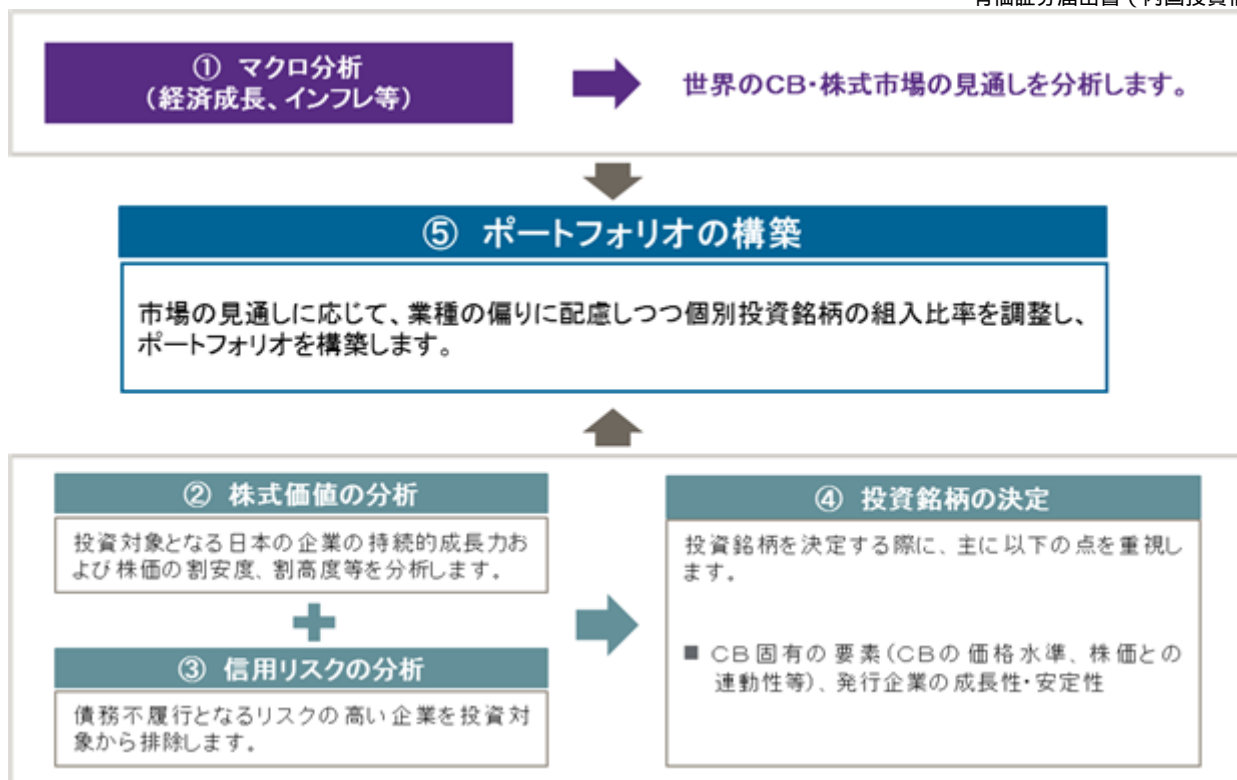 有価証券届出書(内国投資信
① マクロ分析
(経済成長、インフレ等)
世界のCB・株式市場の見通しを分析します。
⑤ ポートフォリオの構築
市場の見通しに応じて、業種の偏りに配慮しつつ個別投資銘柄の組入比率を調整し、
ポートフォリオを構築します。
② 株式価値の分析
投資対象となる日本の企業の持続的成長力お
よび株価の割安度、割高度等を分析します。
③ 信用リスクの分析
債務不履行となるリスクの高い企業を投資対
象から排除します。
④ 投資銘柄の決定
投資銘柄を決定する際に、主に以下の点を重視し
ます。
■ CB固有の要素(CBの価格水準、株価との
連動性等)、発行企業の成長性・安定性